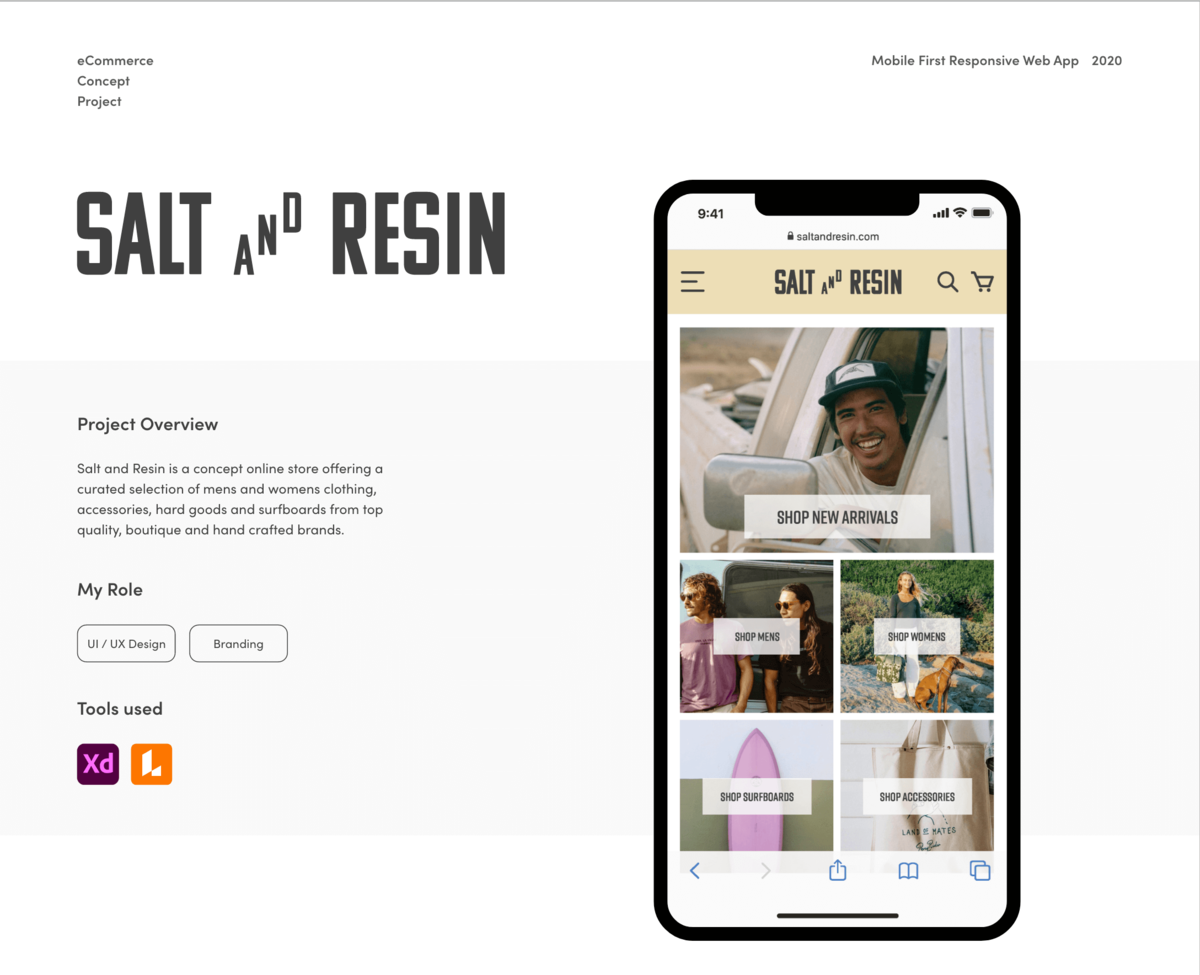 eCommerce
Concept
Project
Mobile First Responsive Web App 2020
SALT AND RESIN
Project Overview
Salt and Resin is a concept online store offering a
curated selection of mens and womens clothing,
accessories, hard goods and surfboards from top
quality, boutique and hand crafted brands.
My Role
UI / UX Design
Branding
Tools used
Xd
9:41
saltandresin.com
SALT AND RESIN
SHOP NEW ARRIVALS
SHOP MENS
SHOP WOMENS
SHOP SURFBOARDS
SHOP ACCESSORIES
LAND OF MATES